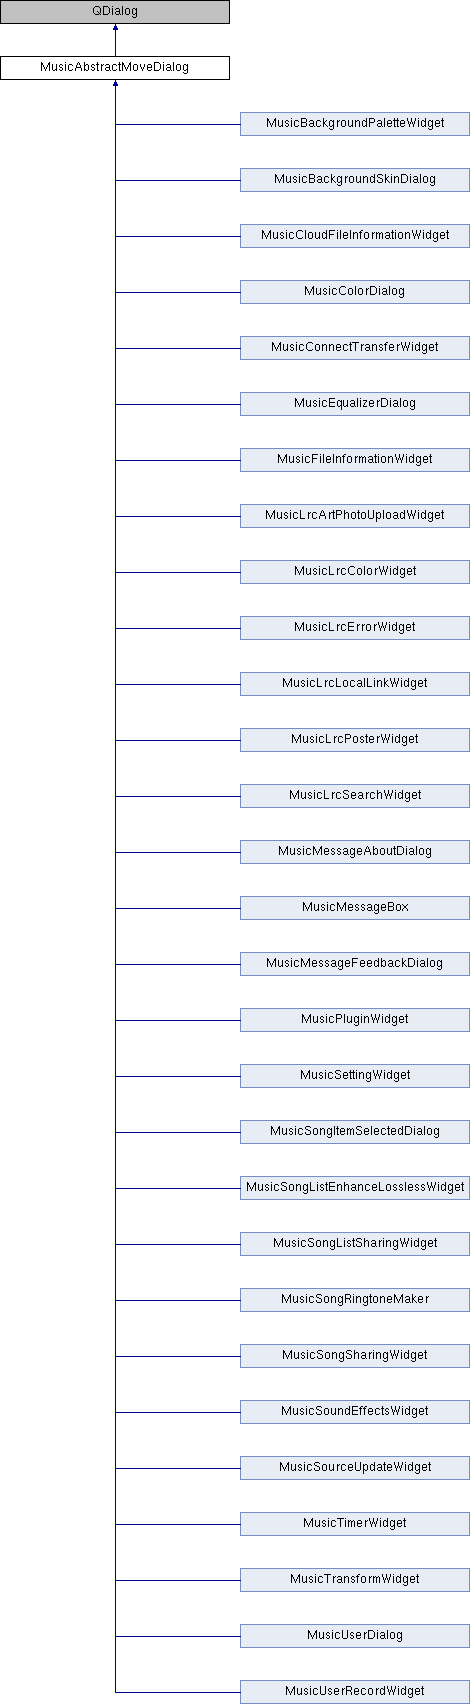 QDialog
MusicAbstractMoveDialog
MusicBackgroundPaletteWidget
MusicBackgroundSkinDialog
MusicCloudFileInformationWidget
MusicColorDialog
MusicConnectTransferWidget
MusicEqualizerDialog
MusicFileInformationWidget
MusicLrcArtPhotoUploadWidget
MusicLrcColorWidget
MusicLrcErrorWidget
MusicLrcLocalLinkWidget
MusicLrcPosterWidget
MusicLrcSearchWidget
MusicMessageAboutDialog
MusicMessageBox
MusicMessageFeedbackDialog
MusicPluginWidget
MusicSettingWidget
MusicSongItemSelectedDialog
MusicSongListEnhanceLosslessWidget
MusicSongListSharingWidget
MusicSongRingtoneMaker
MusicSongSharingWidget
MusicSoundEffectsWidget
MusicSourceUpdateWidget
MusicTimerWidget
MusicTransformWidget
MusicUserDialog
MusicUserRecordWidget